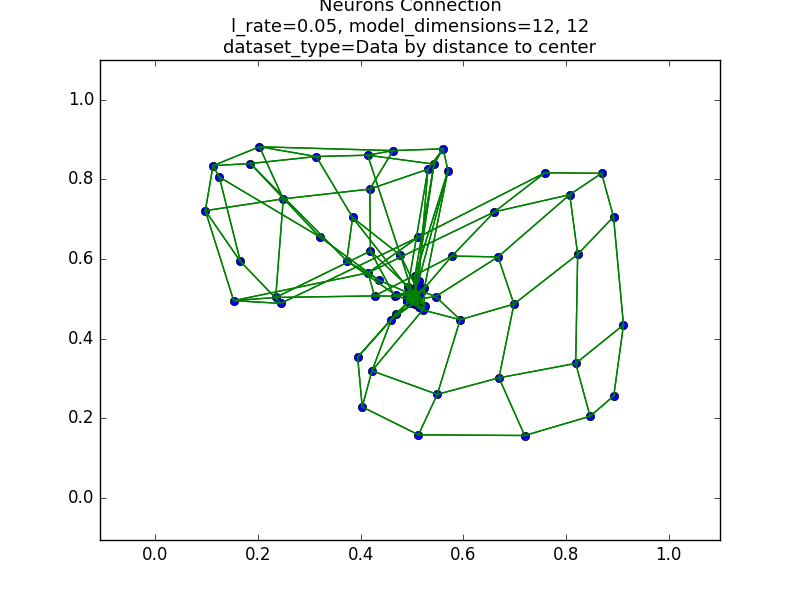 Neurons Connection
l_rate=0.05, model_dimensions=12, 12
dataset_type=Data by distance to center
1.0
0.8
0.6
0.4
0.2
0.0
0.0 0.2 0.4 0.6 0.8 1.0